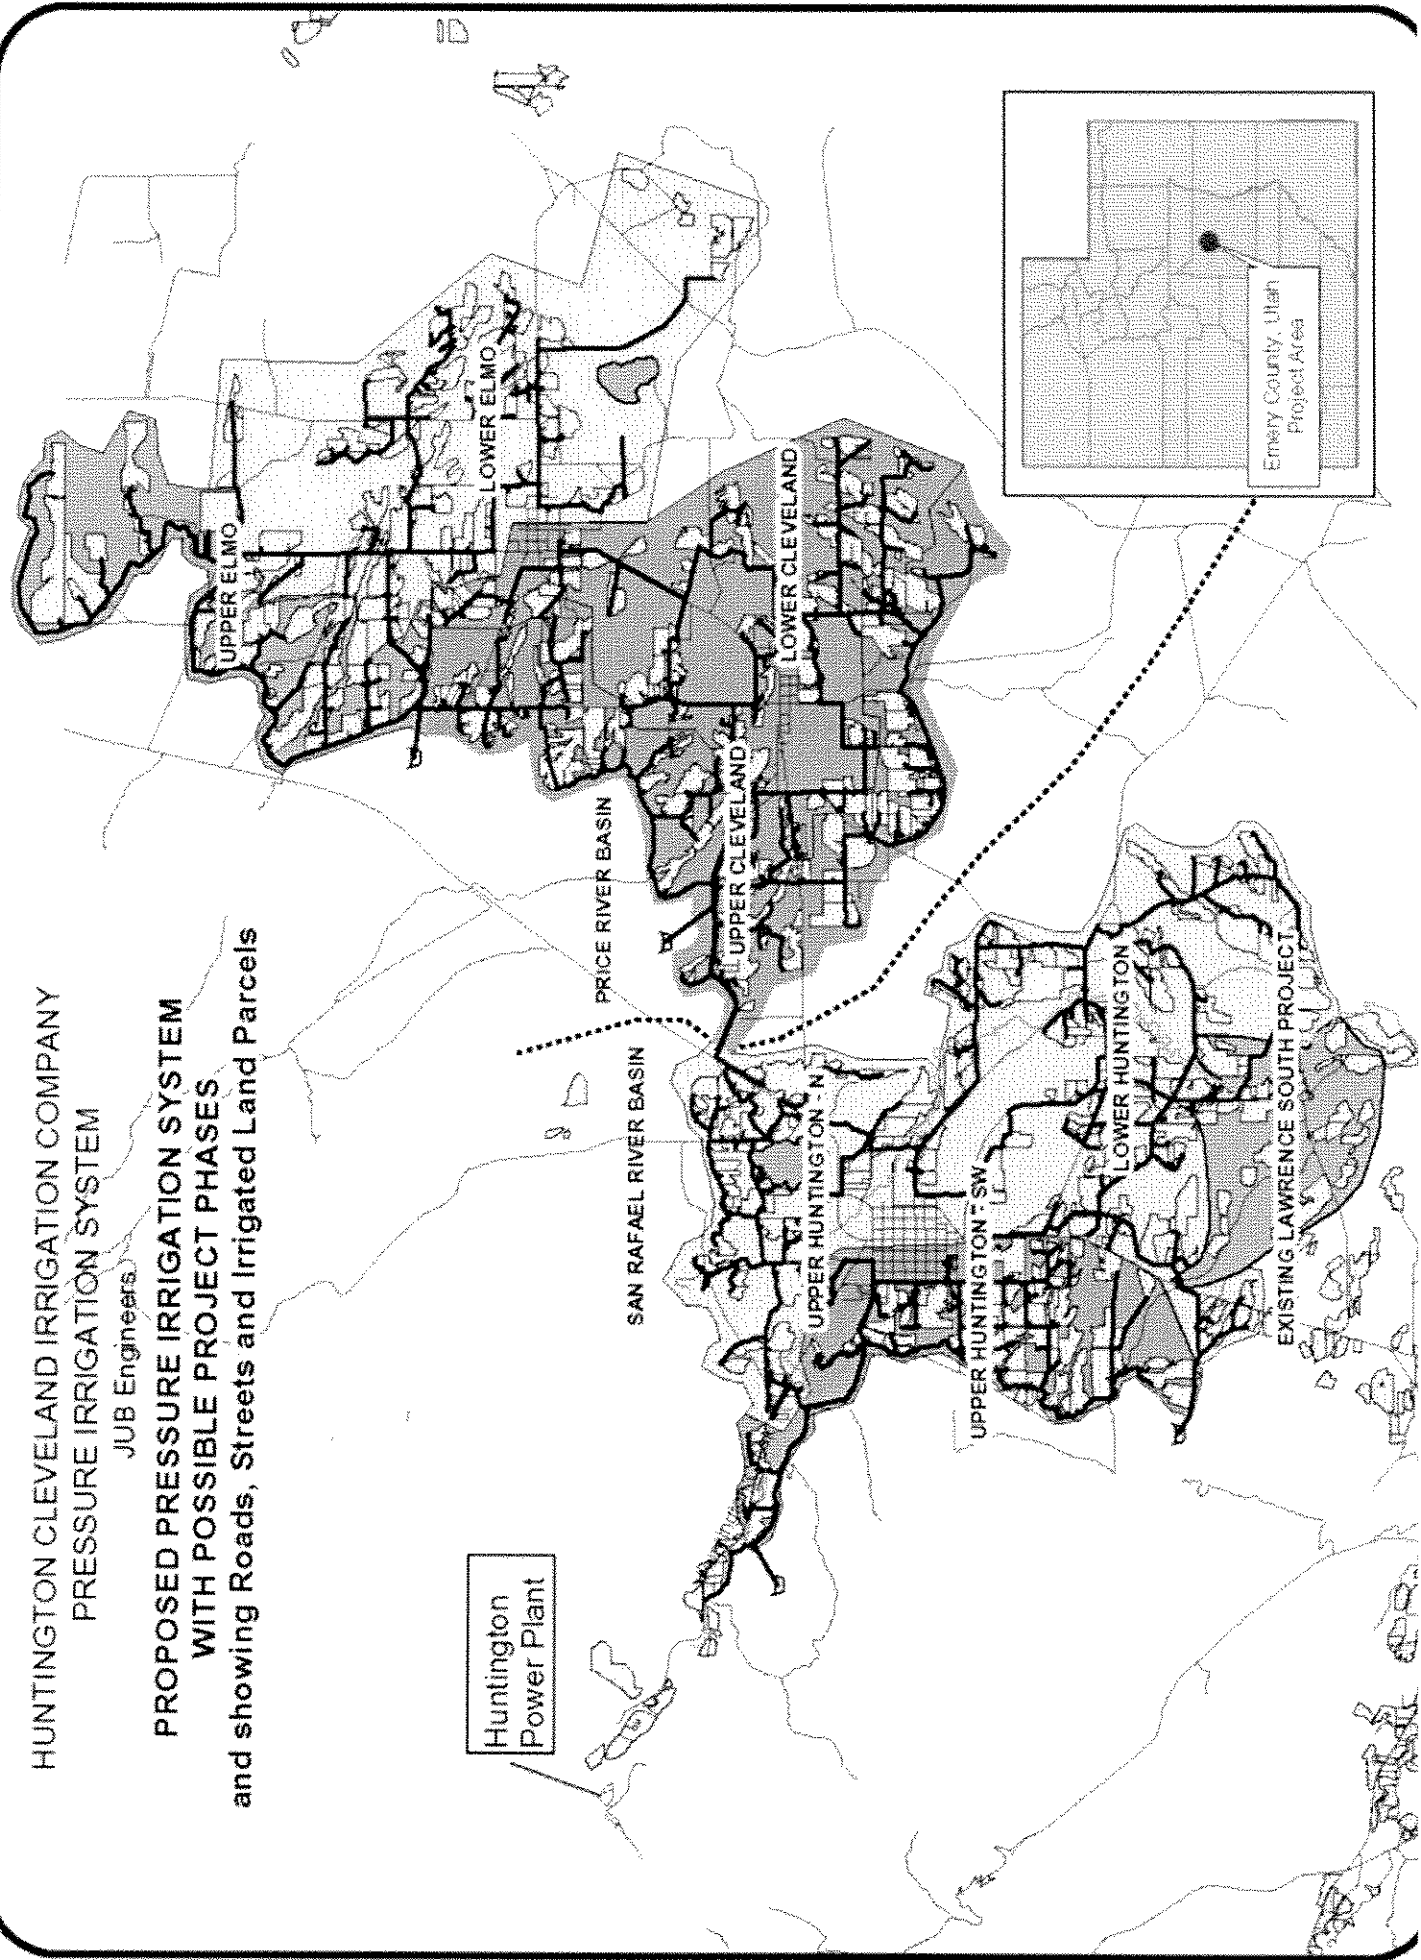 HUNTINGTON CLEVELAND IRRIGATION COMPANY
PRESSURE IRRIGATION SYSTEM
JUB Engineers
PROPOSED PRESSURE IRRIGATION SYSTEM
WITH POSSIBLE PROJECT PHASES
and showing Roads, Streets and Irrigated Land Parcels
UPPER ELMO
LOWER ELMO
PRICE RIVER BASIN
UPPER CLEVELAND
LOWER CLEVELAND
SAN RAFAEL RIVER BASIN
Huntington
Power Plant
UPPER HUNTINGTON - N
UPPER HUNTINGTON - SW
LOWER HUNTINGTON
EXISTING LAWRENCE SOUTH PROJECT
Emery County, Utah
Project Area